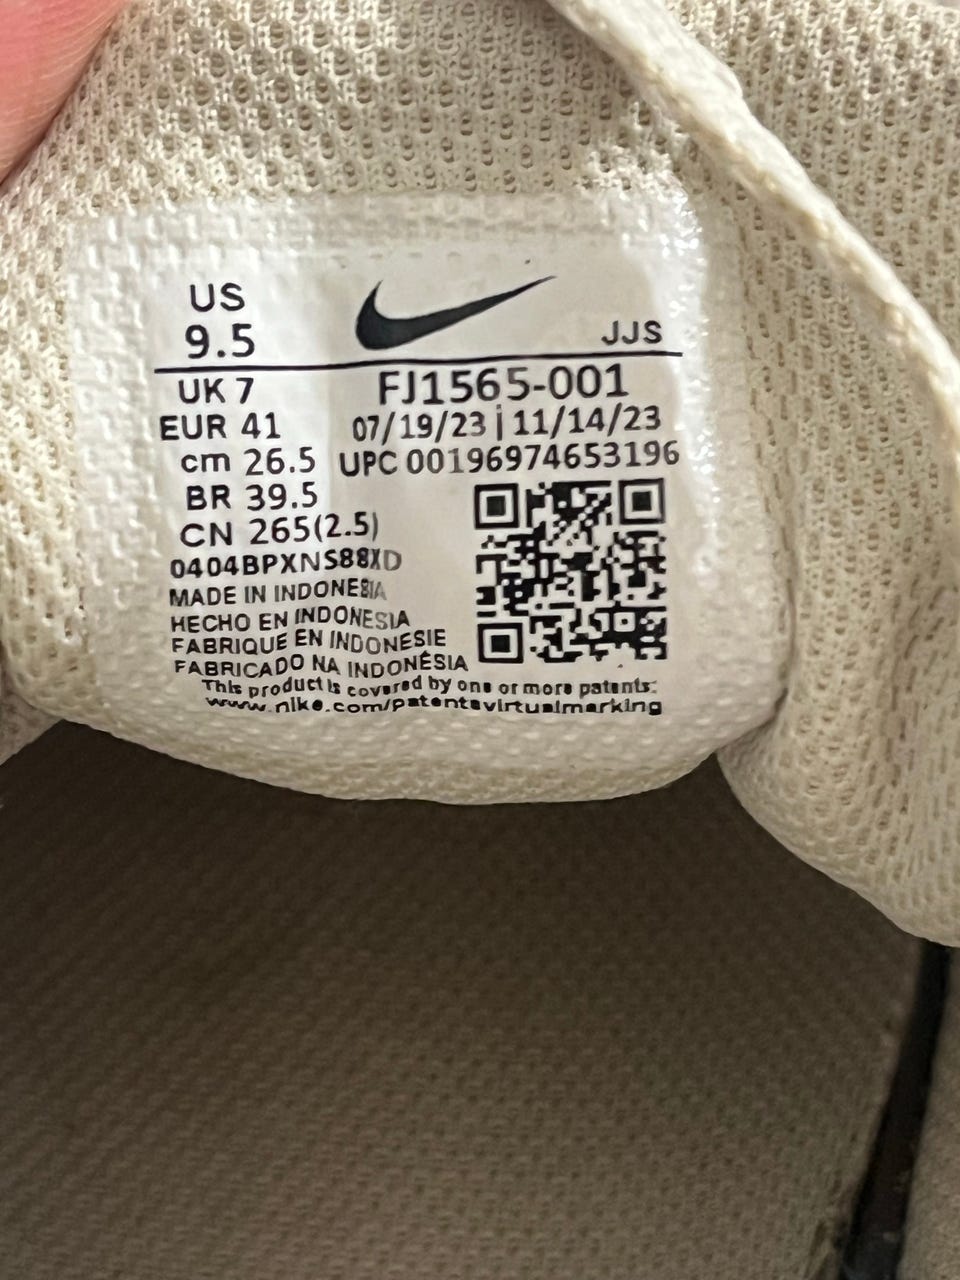 US
9.5
JJS
UK 7
FJ1565-001
EUR 41
07/19/23 | 11/14/23
cm 26.5
UPC 00196974653196
BR 39.5
CN 265(2.5)
0404BPXNS88XD
MADE IN INDONESIA
HECHO EN INDONESIA
FABRIQUE EN INDONESIE
FABRICADO NA INDONÉSIA
This product is covered by one or more patents:
www.nike.com/patentsvirtualmarking